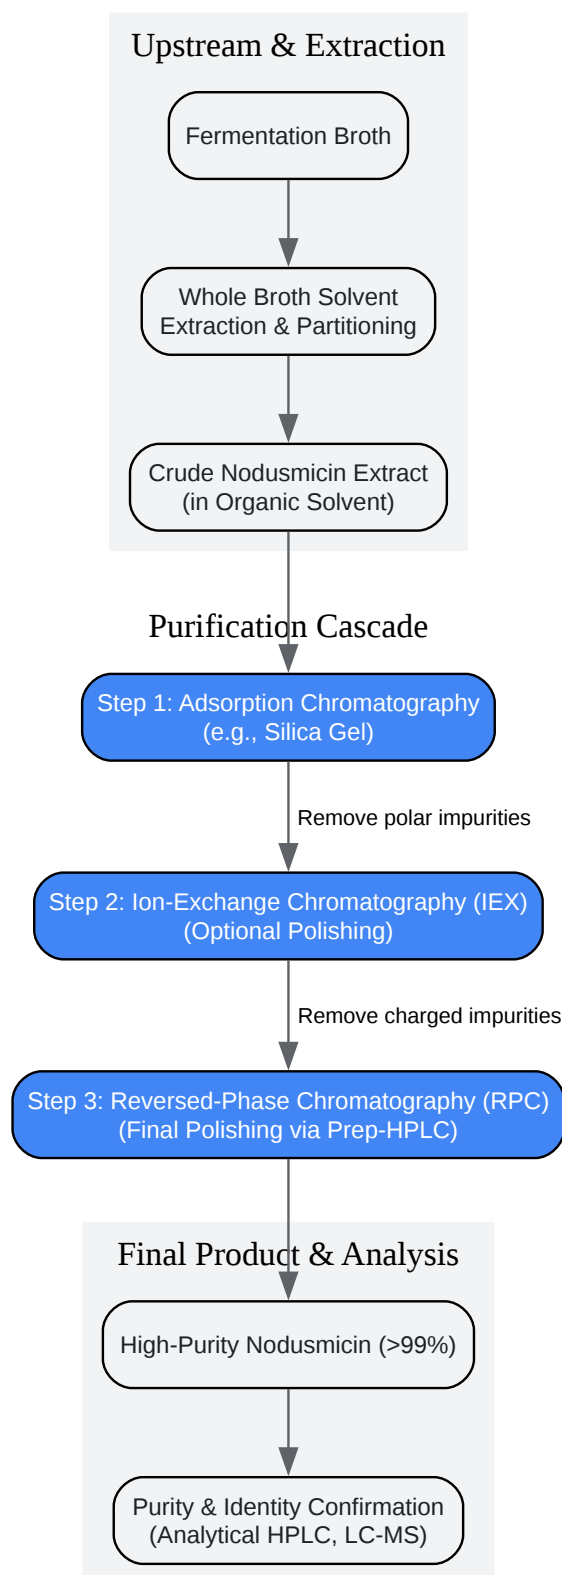 Upstream & Extraction
Fermentation Broth
Whole Broth Solvent
Extraction & Partitioning
Crude Nodusmicin Extract
(in Organic Solvent)
Purification Cascade
Step 1: Adsorption Chromatography
(e.g., Silica Gel)
Remove polar impurities
Step 2: Ion-Exchange Chromatography (IEX)
(Optional Polishing)
Remove charged impurities
Step 3: Reversed-Phase Chromatography (RPC)
(Final Polishing via Prep-HPLC)
Final Product & Analysis
High-Purity Nodusmicin (>99%)
Purity & Identity Confirmation
(Analytical HPLC, LC-MS)